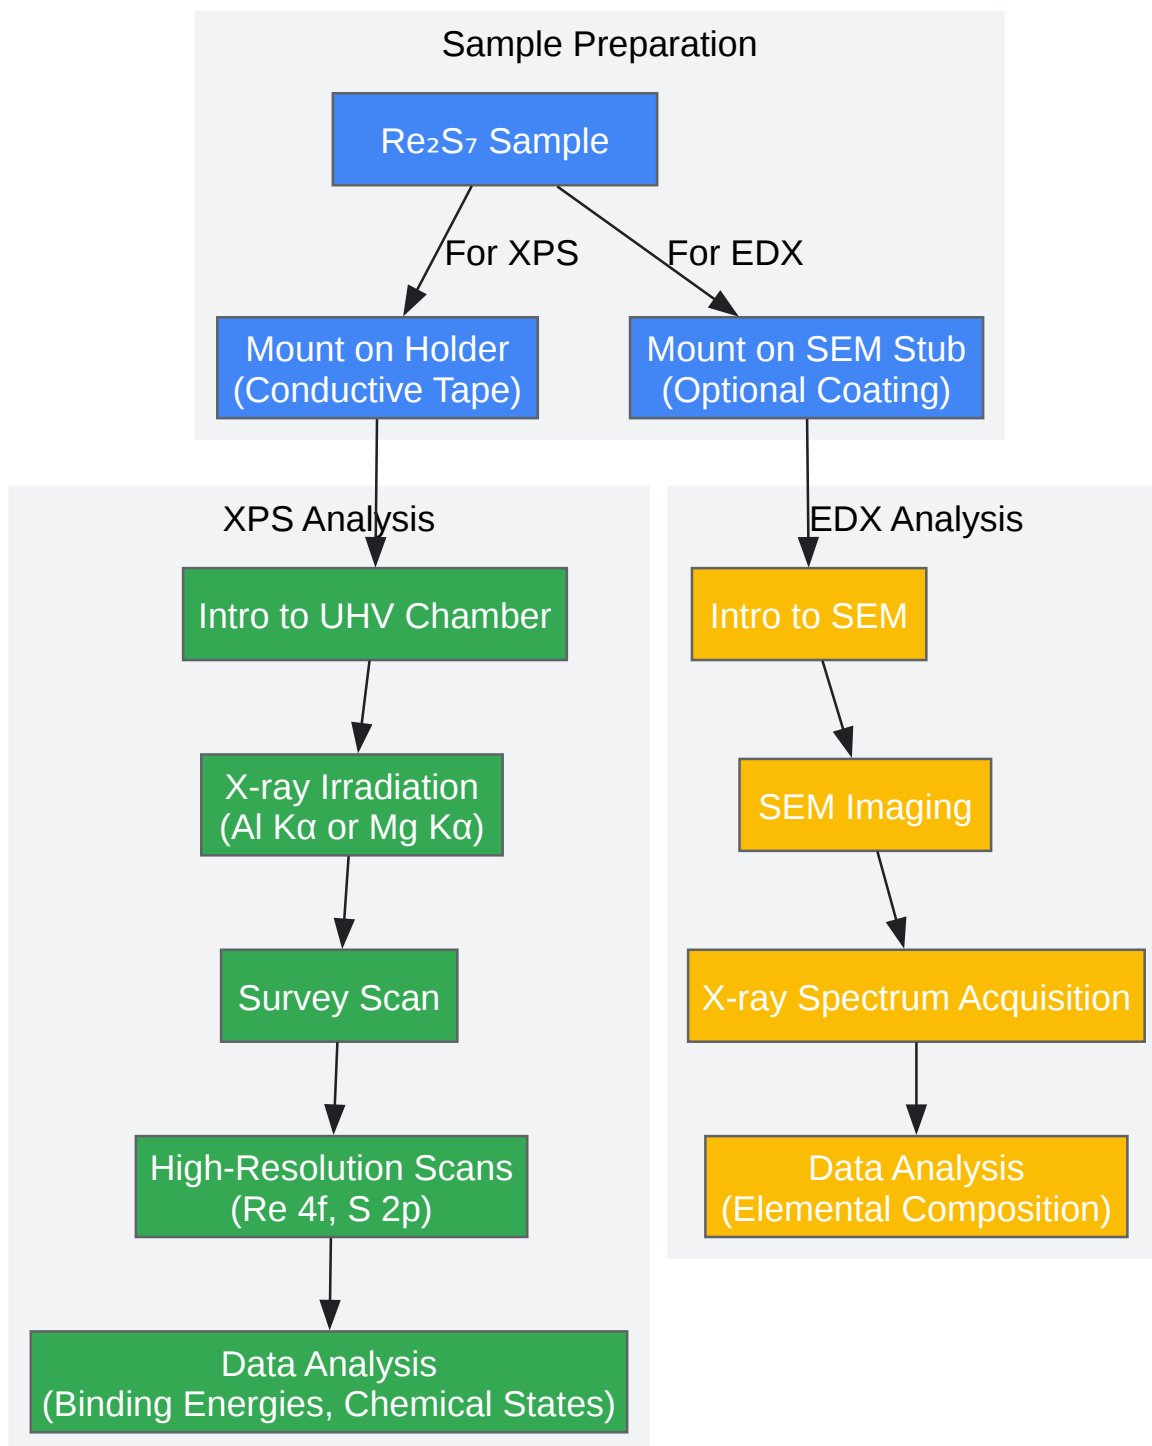 Sample Preparation
Re₂S₇ Sample
For XPS
For EDX
Mount on Holder
(Conductive Tape)
Mount on SEM Stub
(Optional Coating)
XPS Analysis
Intro to UHV Chamber
X-ray Irradiation
(Al Kα or Mg Kα)
Survey Scan
High-Resolution Scans
(Re 4f, S 2p)
Data Analysis
(Binding Energies, Chemical States)
EDX Analysis
Intro to SEM
SEM Imaging
X-ray Spectrum Acquisition
Data Analysis
(Elemental Composition)